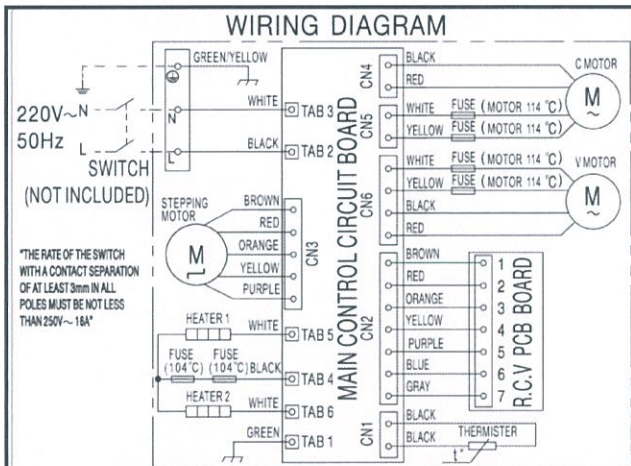 WIRING DIAGRAM
GREEN/YELLOW
220V~ N
50Hz
L
SWITCH
(NOT INCLUDED)
N
L
WHITE
TAB 3
BLACK
TAB 2
STEPPING
MOTOR
M
BROWN
RED
ORANGE
YELLOW
PURPLE
CN3
"THE RATE OF THE SWITCH
WITH A CONTACT SEPARATION
OF AT LEAST 3mm IN ALL
POLES MUST BE NOT LESS
THAN 250V~ 16A"
HEATER 1
WHITE
TAB 5
FUSE
(104°C)
FUSE
(104°C)
BLACK
TAB 4
HEATER 2
WHITE
TAB 6
GREEN
TAB 1
MAIN CONTROL CIRCUIT BOARD
CN4
BLACK
RED
C MOTOR
M
~
CN5
WHITE FUSE (MOTOR 114 °C)
YELLOW FUSE (MOTOR 114 °C)
CN6
WHITE FUSE (MOTOR 114 °C)
YELLOW FUSE (MOTOR 114 °C)
BLACK
RED
V MOTOR
M
~
CN2
BROWN 1
RED 2
ORANGE 3
YELLOW 4
PURPLE 5
BLUE 6
GRAY 7
R.C.V PCB BOARD
CN1
BLACK
BLACK
THERMISTER
t°